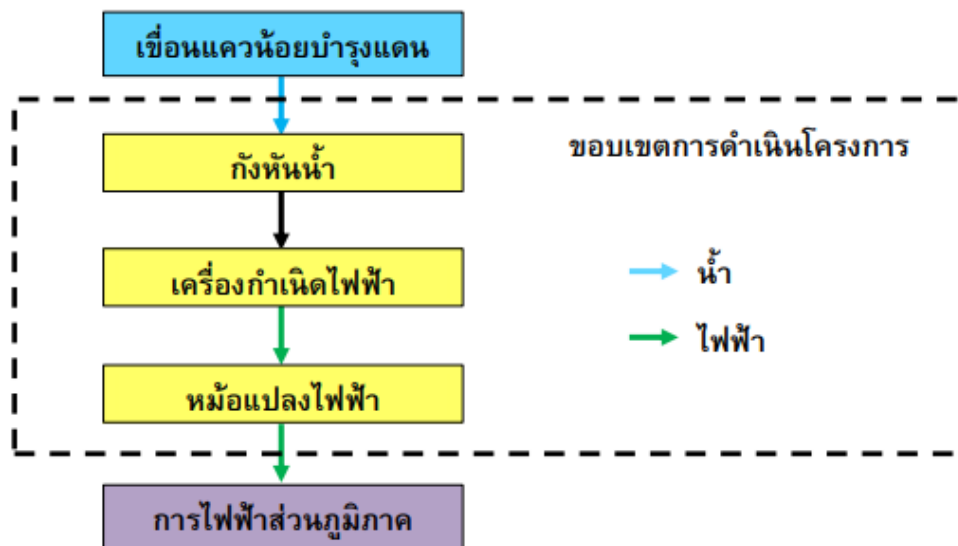 เขื่อนแควน้อยบำรุงแดน
กังหันน้ำ
ขอบเขตการดำเนินโครงการ
เครื่องกำเนิดไฟฟ้า
น้ำ
ไฟฟ้า
หม้อแปลงไฟฟ้า
การไฟฟ้าส่วนภูมิภาค